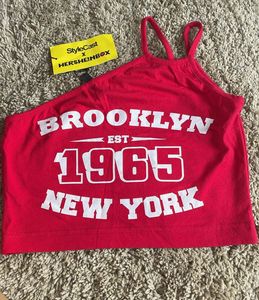 StyleCast
x
HERSHEINBOX
BROOKLYN
EST
1965
NEW YORK